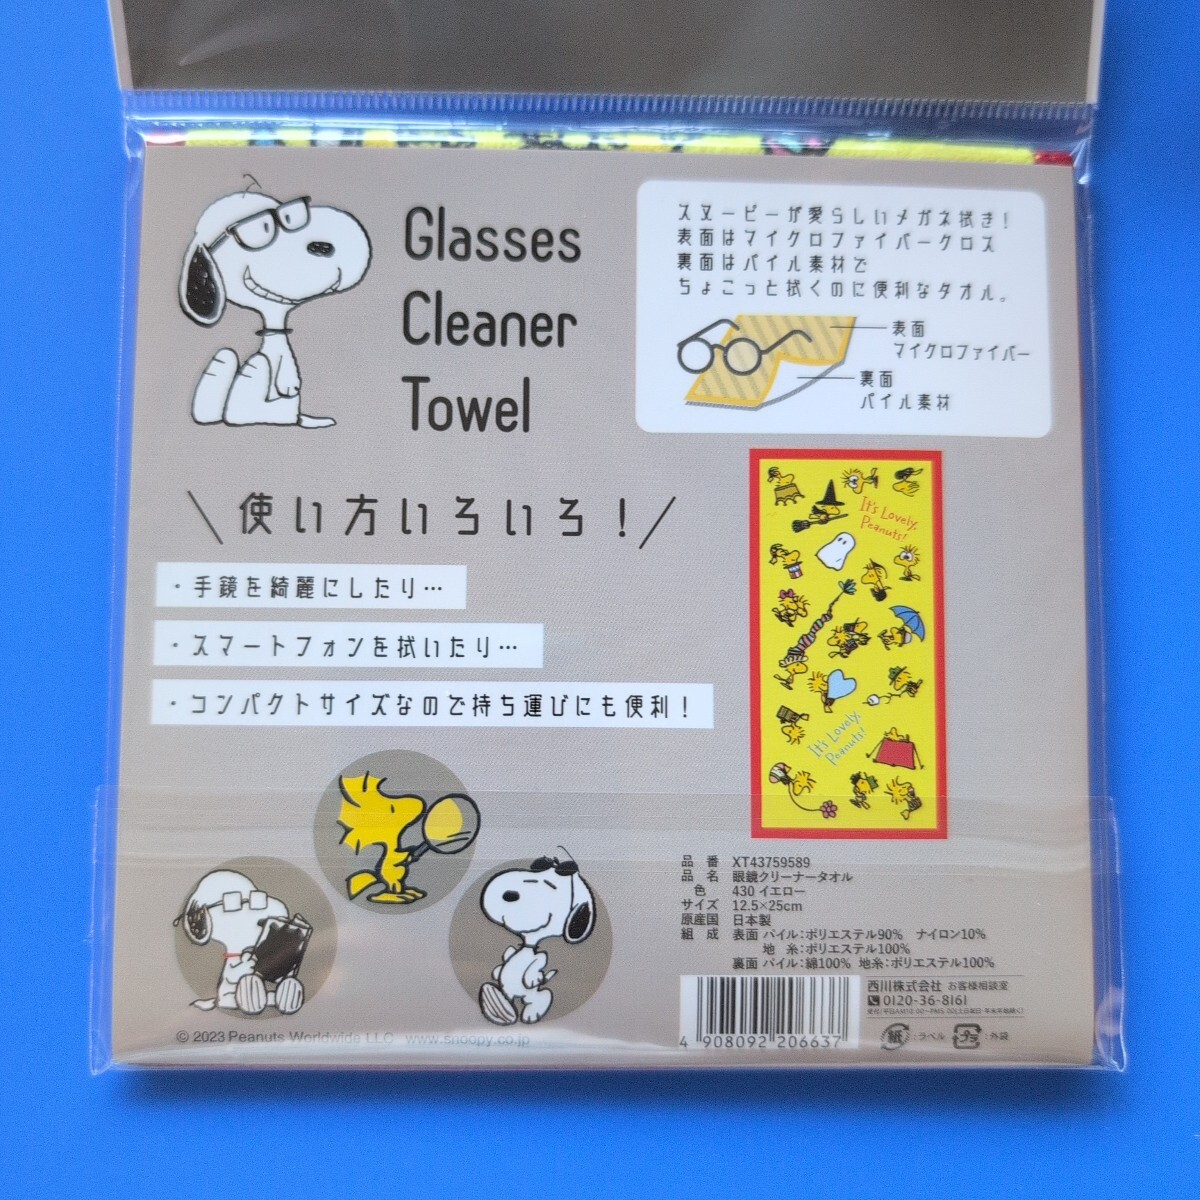 Glasses
Cleaner
Towel
スヌーピーが愛らしいメガネ拭き!
表面はマイクロファイバークロス
裏面はパイル素材で
ちょこっと拭くのに便利なタオル。
表面
マイクロファイバー
裏面
パイル素材
\使い方いろいろ!/
・手鏡を綺麗にしたり…
・スマートフォンを拭いたり…
・コンパクトサイズなので持ち運びにも便利!
It's Lovely,
Peanuts!
It's Lovely,
Peanuts!
品番 XT43759589
品名 眼鏡クリーナータオル
色 430 イエロー
サイズ 12.5×25cm
原産国 日本製
組成 表面 パイル:ポリエステル90% ナイロン10%
地糸:ポリエステル100%
裏面 パイル:綿100% 地糸:ポリエステル100%
西川株式会社 お客様相談室
0120-36-8161
4 908092 206637
紙 :ラベル プラ :外袋
© 2023 Peanuts Worldwide LLC www.snoopy.co.jp